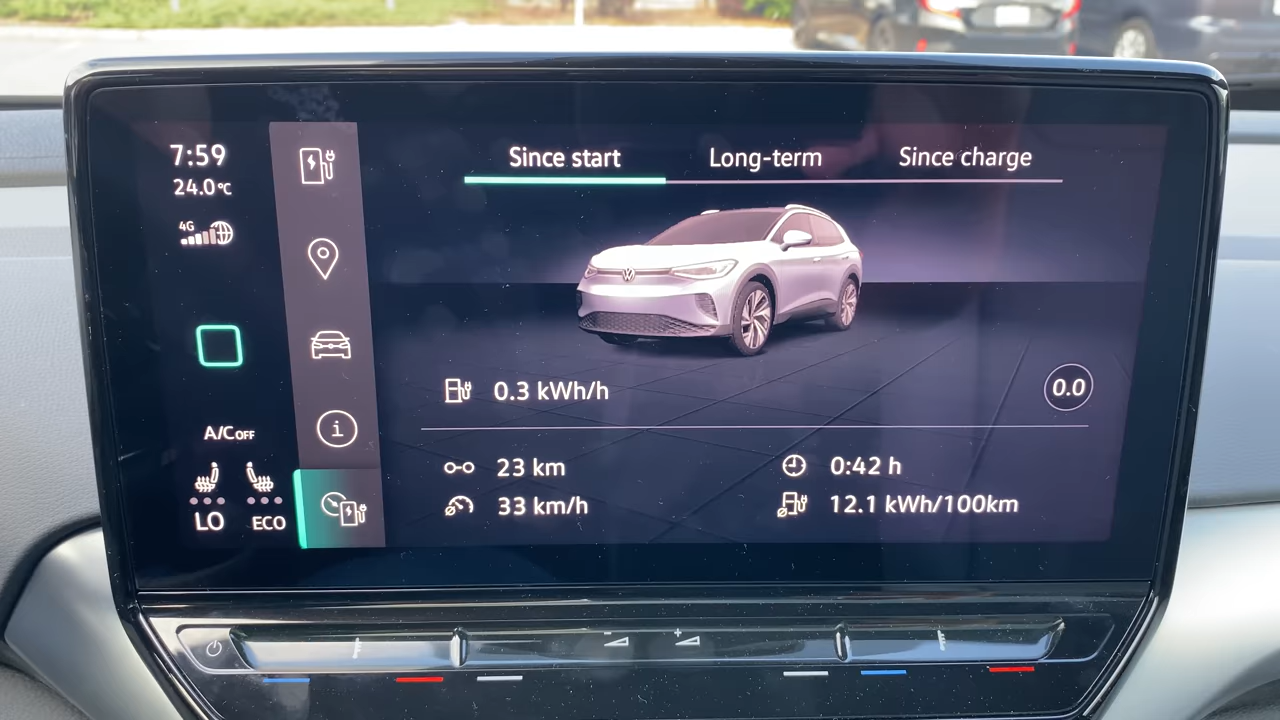 7:59
24.0°C
4G
A/C OFF
LO
ECO
Since start
Long-term
Since charge
0.3 kWh/h
0.0
23 km
0:42 h
33 km/h
12.1 kWh/100km